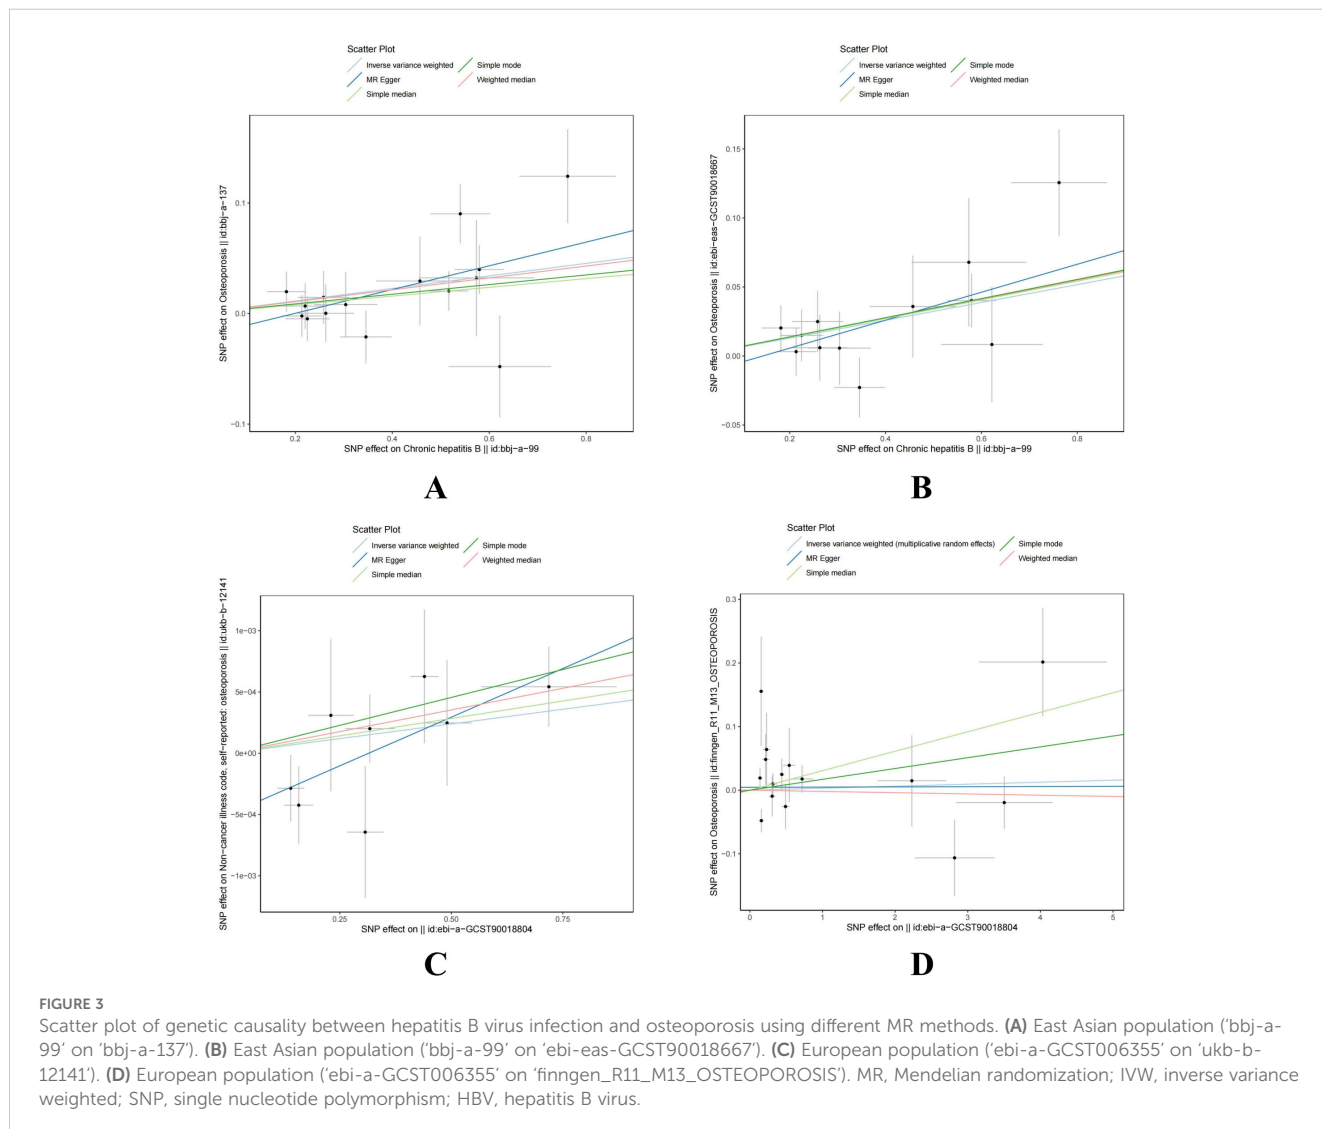 Scatter Plot
Inverse variance weighted
Simple mode
MR Egger
Weighted median
Simple median
SNP effect on Osteoporosis || id:bbj-a-137
0.1
0.0
−0.1
0.2
0.4
0.6
0.8
SNP effect on Chronic hepatitis B || id:bbj-a-99
A
Scatter Plot
Inverse variance weighted
Simple mode
MR Egger
Weighted median
Simple median
SNP effect on Osteoporosis || id:ebi-eas-GCST90018667
0.15
0.10
0.05
0.00
−0.05
0.2
0.4
0.6
0.8
SNP effect on Chronic hepatitis B || id:bbj-a-99
B
Scatter Plot
Inverse variance weighted
Simple mode
MR Egger
Weighted median
Simple median
SNP effect on Non-cancer illness code, self-reported: osteoporosis || id:ukb-b-12141
1e−03
5e−04
0e+00
−5e−04
−1e−03
0.25
0.50
0.75
SNP effect on || id:ebi-a-GCST90018804
C
Scatter Plot
Inverse variance weighted (multiplicative random effects)
Simple mode
MR Egger
Weighted median
Simple median
SNP effect on Osteoporosis || id:finngen_R11_M13_OSTEOPOROSIS
0.3
0.2
0.1
0.0
−0.1
0
1
2
3
4
5
SNP effect on || id:ebi-a-GCST90018804
D
FIGURE 3
Scatter plot of genetic causality between hepatitis B virus infection and osteoporosis using different MR methods. (A) East Asian population (‘bbj-a-
99’ on ‘bbj-a-137’). (B) East Asian population (‘bbj-a-99’ on ‘ebi-eas-GCST90018667’). (C) European population (‘ebi-a-GCST006355’ on ‘ukb-b-
12141’). (D) European population (‘ebi-a-GCST006355’ on ‘finngen_R11_M13_OSTEOPOROSIS’). MR, Mendelian randomization; IVW, inverse variance
weighted; SNP, single nucleotide polymorphism; HBV, hepatitis B virus.